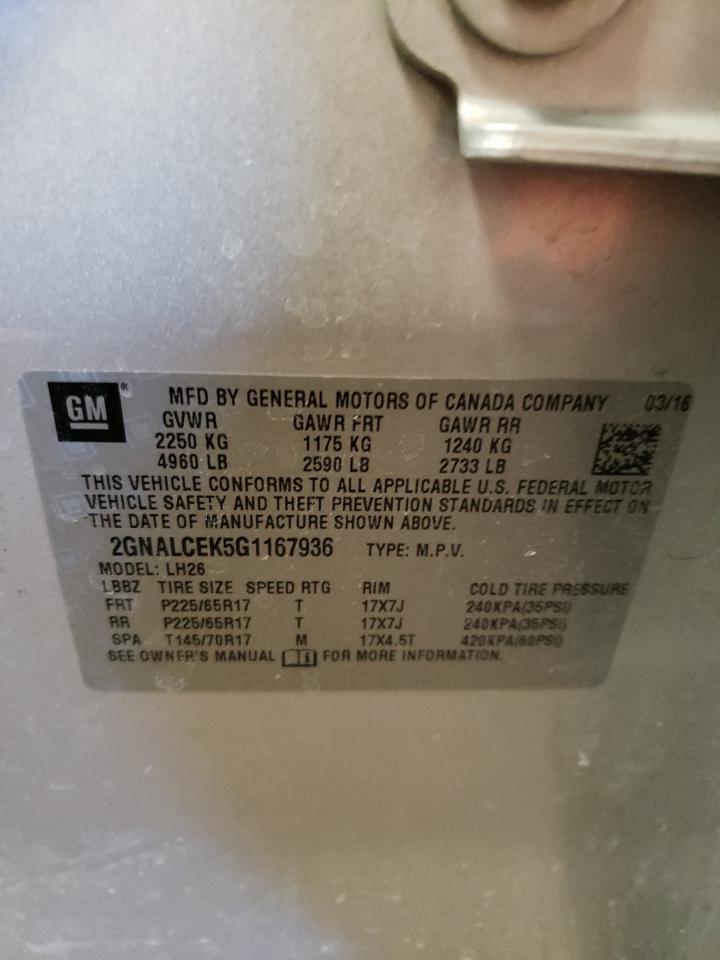 GM ® MFD BY GENERAL MOTORS OF CANADA COMPANY 03/16
GVWR GAWR FRT GAWR RR
2250 KG 1175 KG 1240 KG
4960 LB 2590 LB 2733 LB
THIS VEHICLE CONFORMS TO ALL APPLICABLE U.S. FEDERAL MOTOR
VEHICLE SAFETY AND THEFT PREVENTION STANDARDS IN EFFECT ON
THE DATE OF MANUFACTURE SHOWN ABOVE.
2GNALCEK5G1167936 TYPE: M.P.V.
MODEL: LH26
LBBZ TIRE SIZE SPEED RTG RIM COLD TIRE PRESSURE
FRT P225/65R17 T 17X7J 240KPA(35PSI)
RR P225/65R17 T 17X7J 240KPA(35PSI)
SPA T145/70R17 M 17X4.5T 420KPA(60PSI)
SEE OWNER'S MANUAL i FOR MORE INFORMATION.